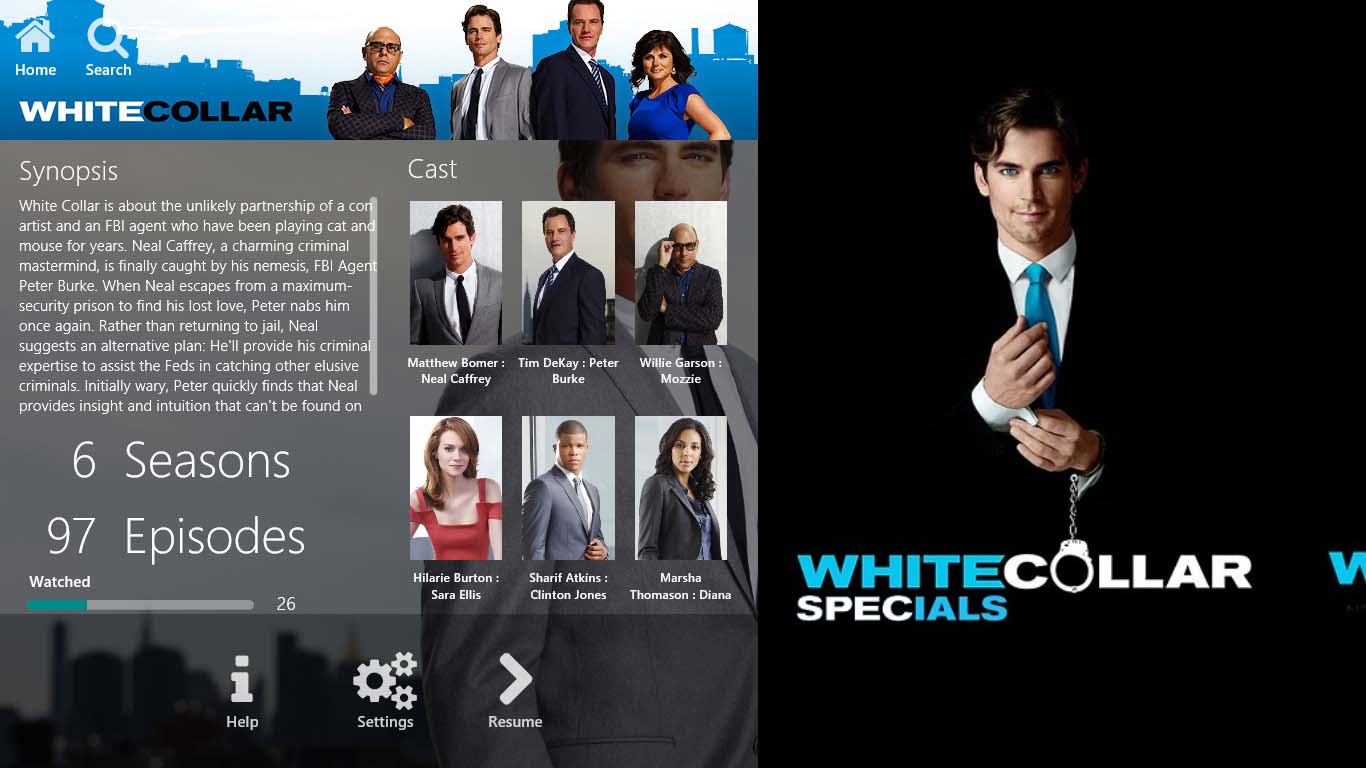 Home
Search
WHITECOLLAR
Synopsis
White Collar is about the unlikely partnership of a con
artist and an FBI agent who have been playing cat and
mouse for years. Neal Caffrey, a charming criminal
mastermind, is finally caught by his nemesis, FBI Agent
Peter Burke. When Neal escapes from a maximum-
security prison to find his lost love, Peter nabs him
once again. Rather than returning to jail, Neal
suggests an alternative plan: He'll provide his criminal
expertise to assist the Feds in catching other elusive
criminals. Initially wary, Peter quickly finds that Neal
provides insight and intuition that can't be found on
6 Seasons
97 Episodes
Watched
26
Cast
Matthew Bomer :
Neal Caffrey
Tim DeKay : Peter
Burke
Willie Garson :
Mozzie
Hilarie Burton :
Sara Ellis
Sharif Atkins :
Clinton Jones
Marsha
Thomason : Diana
Help
Settings
Resume
WHITECOLLAR
SPECIALS
W